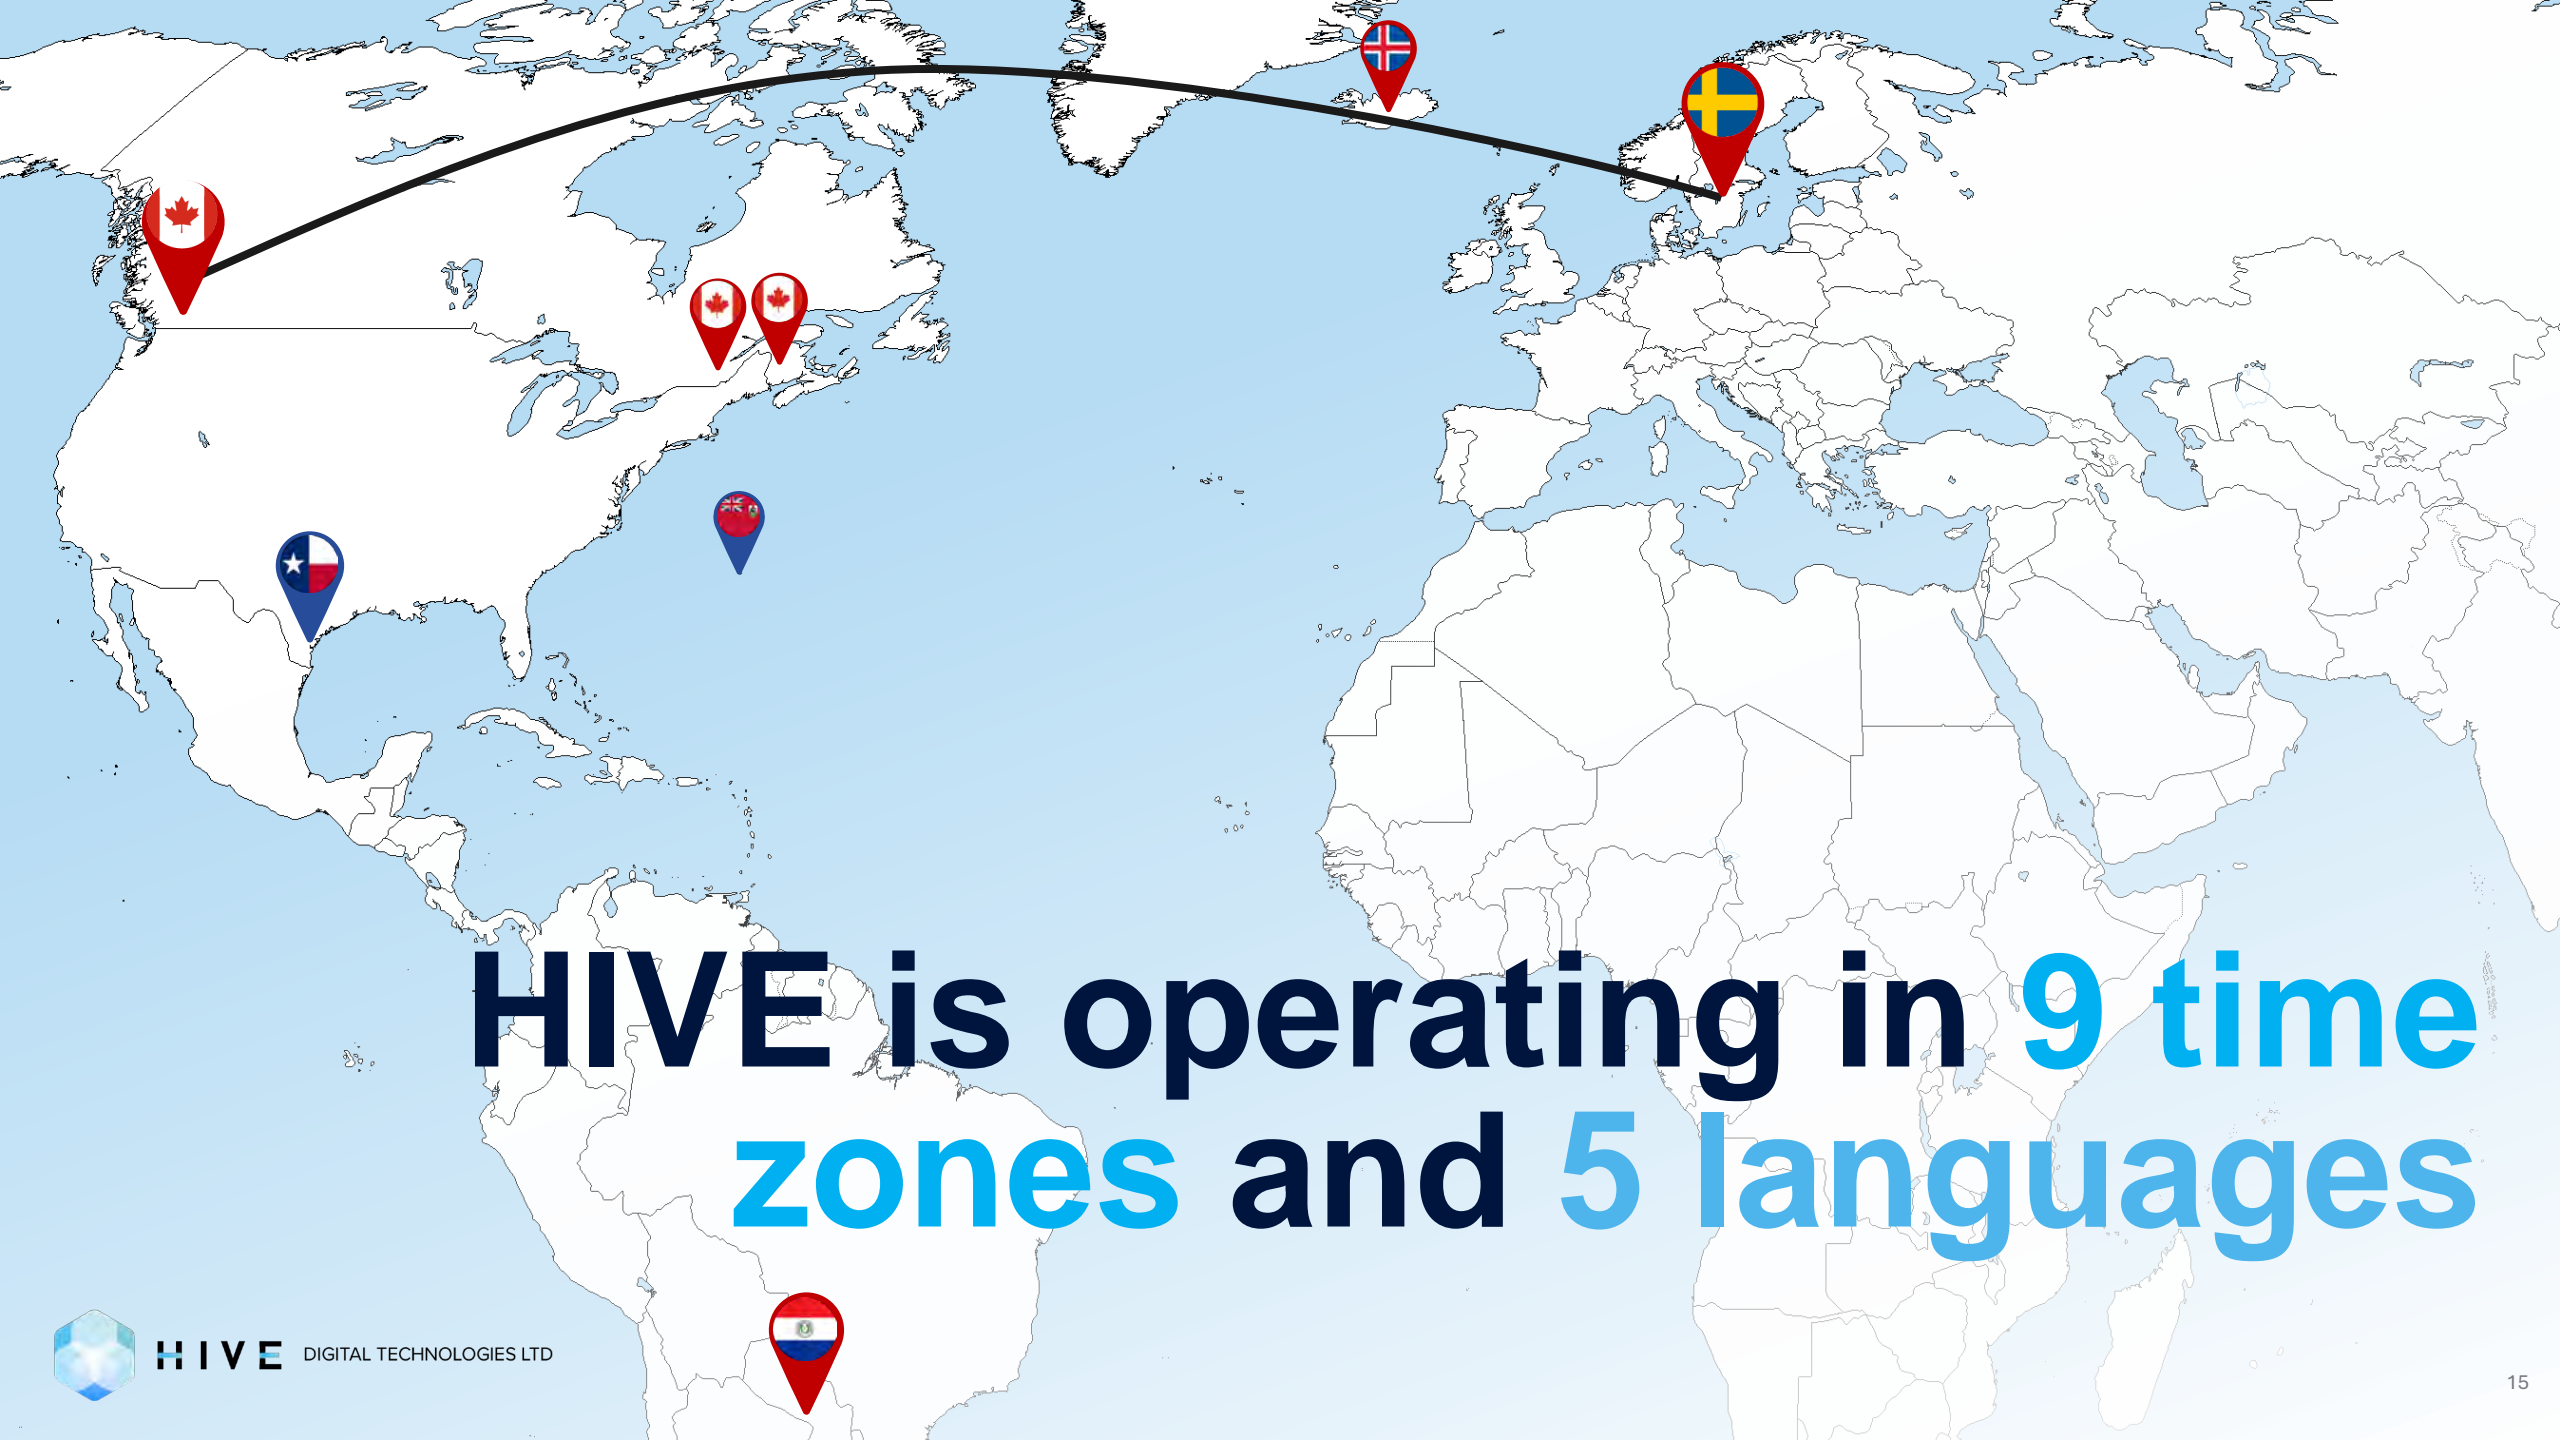 HIVE is operating in 9 time
zones and 5 languages
HIVE DIGITAL TECHNOLOGIES LTD
15